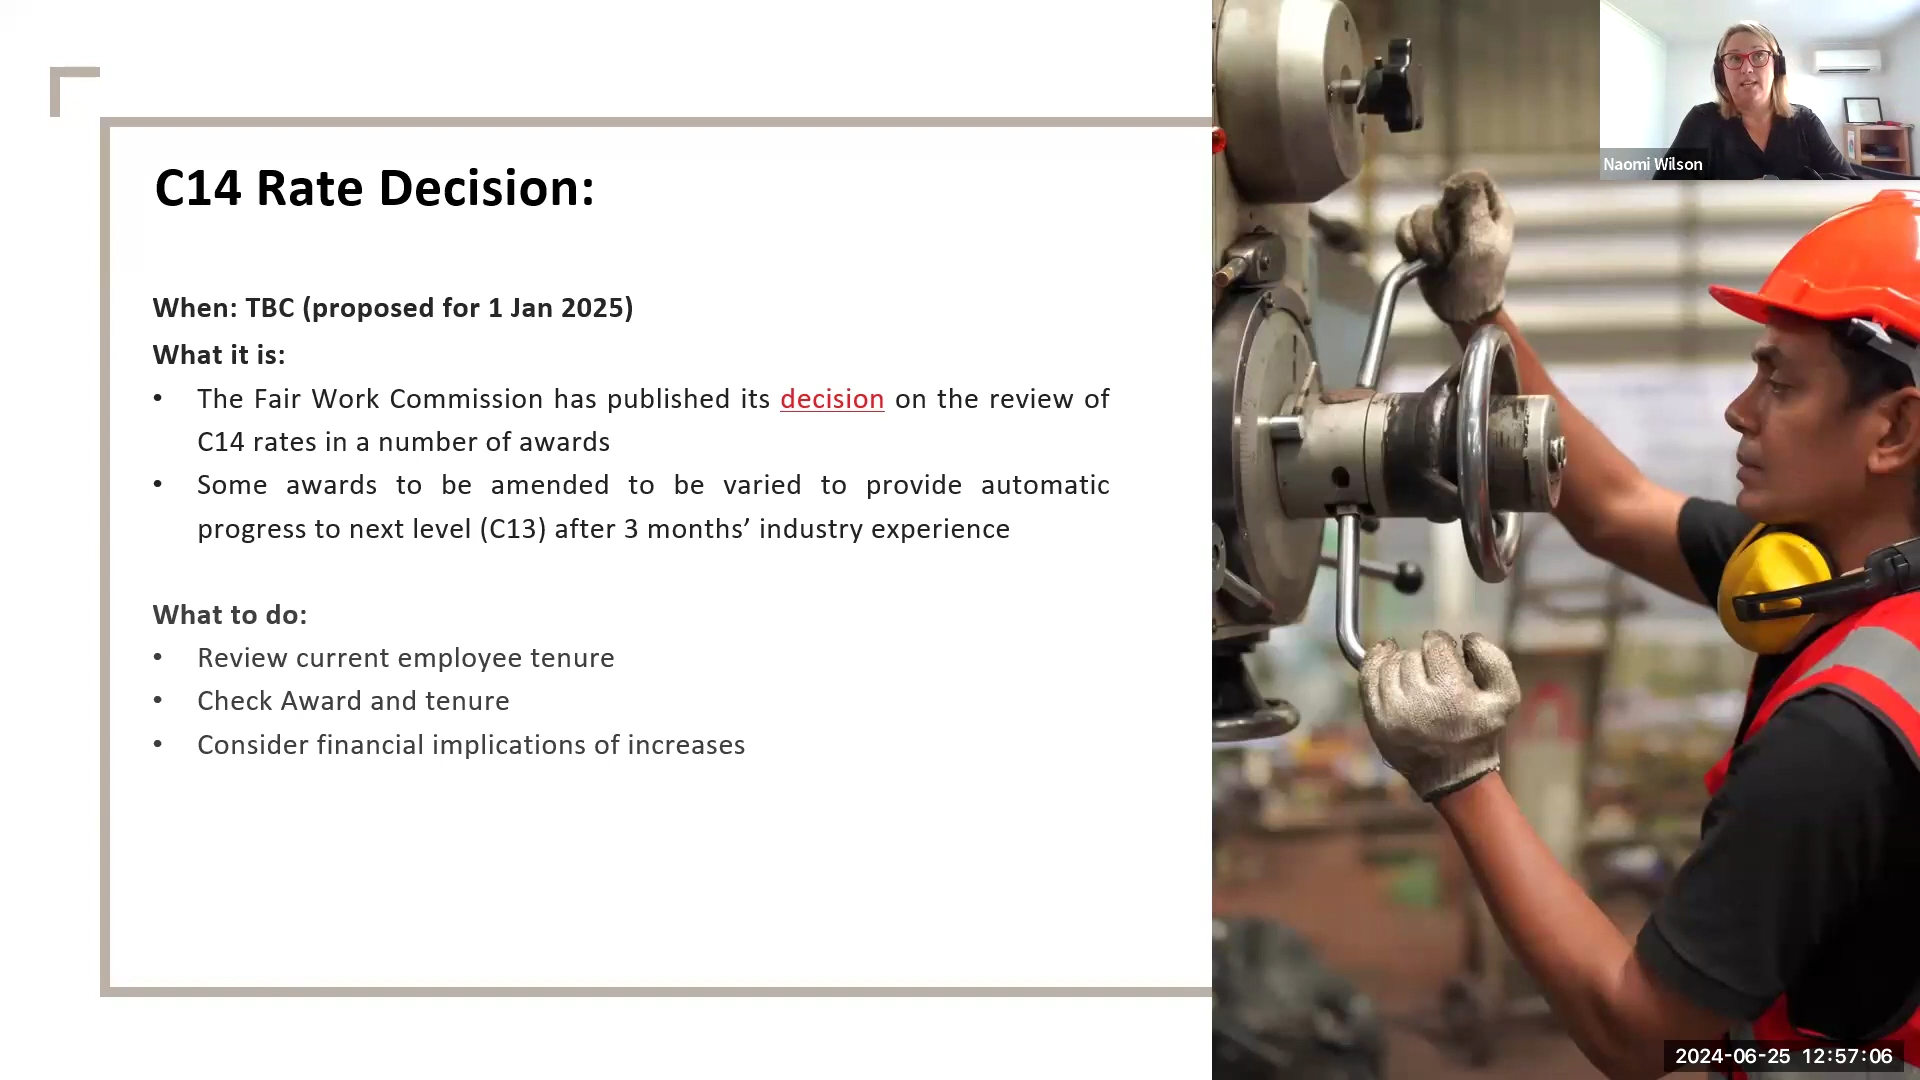 C14 Rate Decision:
When: TBC (proposed for 1 Jan 2025)
What it is:
• The Fair Work Commission has published its decision on the review of
C14 rates in a number of awards
• Some awards to be amended to be varied to provide automatic
progress to next level (C13) after 3 months’ industry experience
What to do:
• Review current employee tenure
• Check Award and tenure
• Consider financial implications of increases
Naomi Wilson
2024-06-25 12:57:06